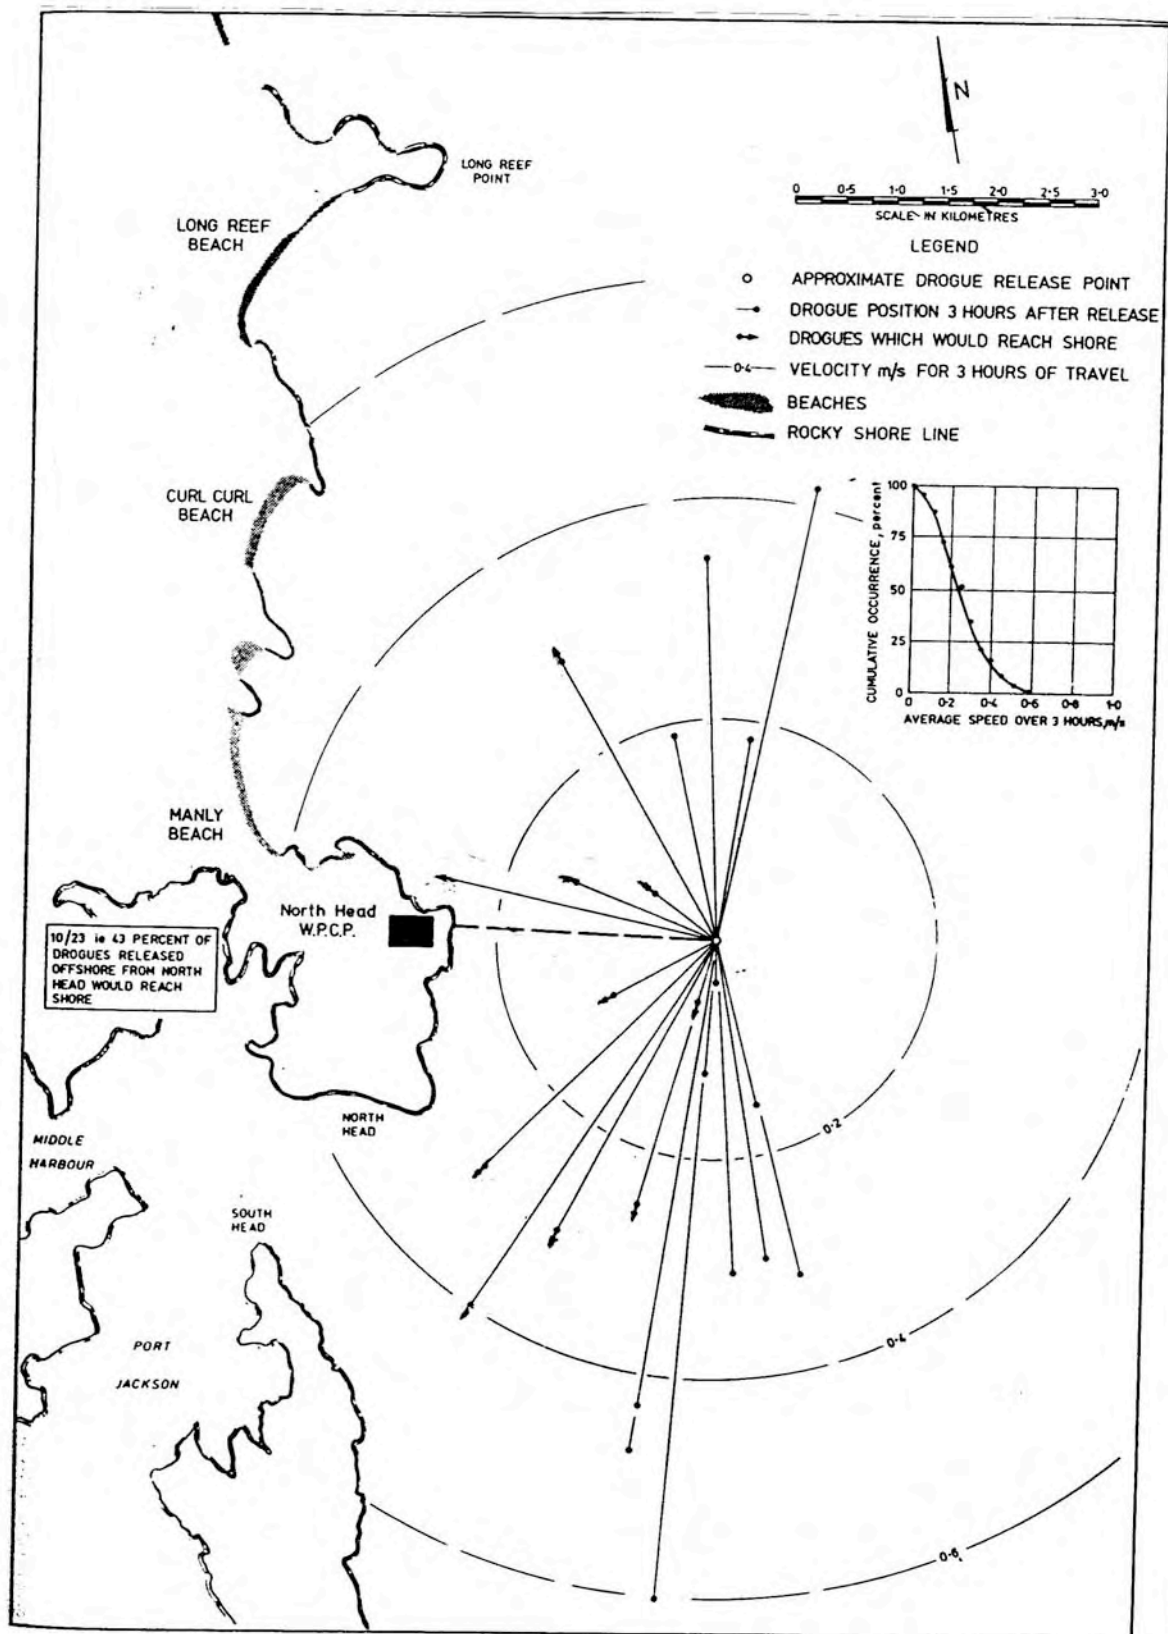 N
LONG REEF
POINT
0 0·5 1·0 1·5 2·0 2·5 3·0
SCALE IN KILOMETRES
LONG REEF
BEACH
LEGEND
APPROXIMATE DROGUE RELEASE POINT
DROGUE POSITION 3 HOURS AFTER RELEASE
DROGUES WHICH WOULD REACH SHORE
0·4 VELOCITY m/s FOR 3 HOURS OF TRAVEL
BEACHES
ROCKY SHORE LINE
CURL CURL
BEACH
CUMULATIVE OCCURRENCE, percent
100
75
50
25
0
0 0·2 0·4 0·6 0·8 1·0
AVERAGE SPEED OVER 3 HOURS, m/s
MANLY
BEACH
North Head
W.P.C.P.
10/23 ie 43 PERCENT OF
DROGUES RELEASED
OFFSHORE FROM NORTH
HEAD WOULD REACH
SHORE
NORTH
HEAD
0·2
MIDDLE
HARBOUR
SOUTH
HEAD
PORT
JACKSON
0·4
0·6